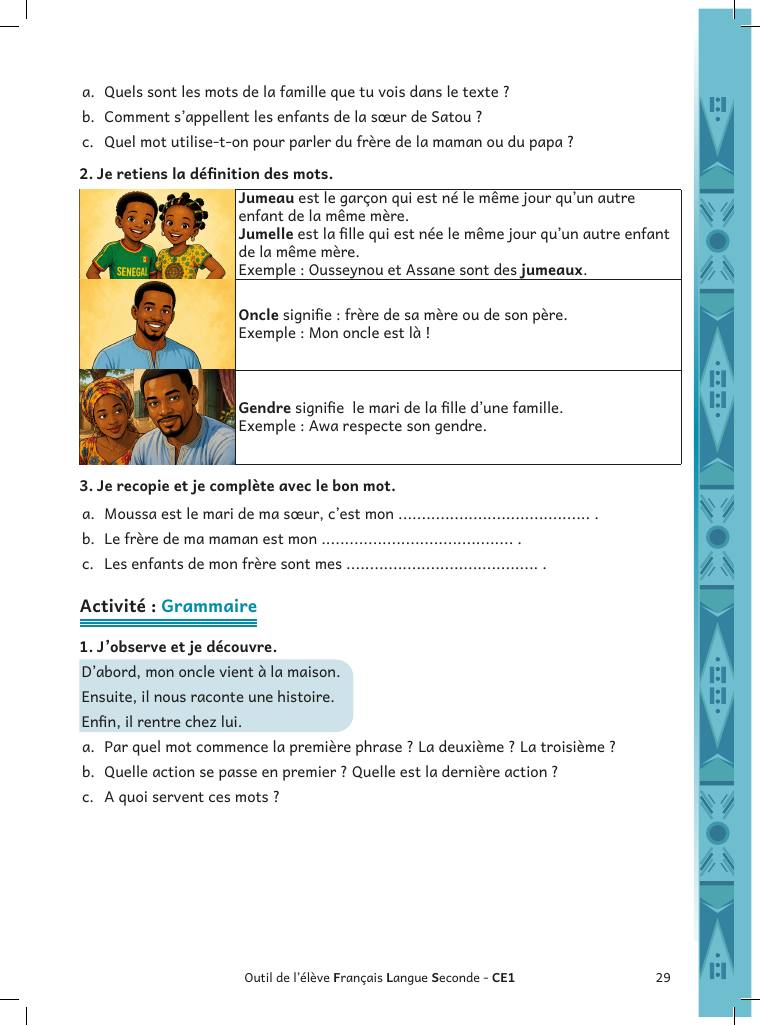 a. Quels sont les mots de la famille que tu vois dans le texte ?
b. Comment s’appellent les enfants de la sœur de Satou ?
c. Quel mot utilise-t-on pour parler du frère de la maman ou du papa ?
2. Je retiens la définition des mots.
SENEGAL
Jumeau est le garçon qui est né le même jour qu’un autre
enfant de la même mère.
Jumelle est la fille qui est née le même jour qu’un autre enfant
de la même mère.
Exemple : Ousseynou et Assane sont des jumeaux.
Oncle signifie : frère de sa mère ou de son père.
Exemple : Mon oncle est là !
Gendre signifie le mari de la fille d’une famille.
Exemple : Awa respecte son gendre.
3. Je recopie et je complète avec le bon mot.
a. Moussa est le mari de ma sœur, c’est mon ......................................... .
b. Le frère de ma maman est mon ......................................... .
c. Les enfants de mon frère sont mes ......................................... .
Activité : Grammaire
1. J’observe et je découvre.
D’abord, mon oncle vient à la maison.
Ensuite, il nous raconte une histoire.
Enfin, il rentre chez lui.
a. Par quel mot commence la première phrase ? La deuxième ? La troisième ?
b. Quelle action se passe en premier ? Quelle est la dernière action ?
c. A quoi servent ces mots ?
Outil de l’élève Français Langue Seconde - CE1 29